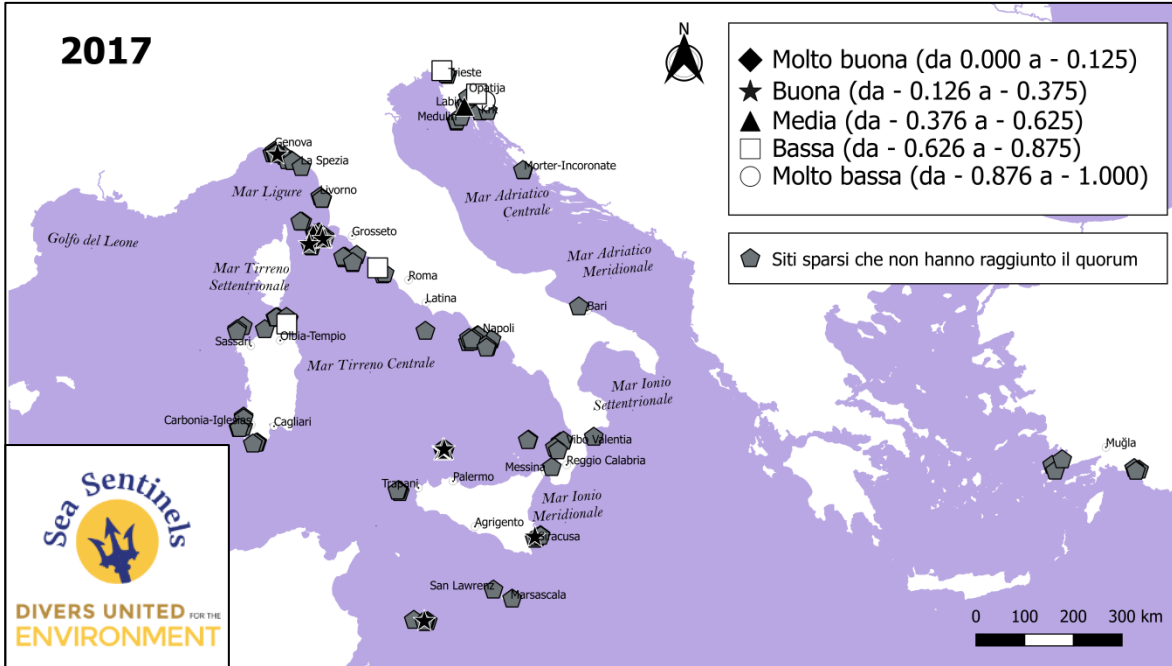 2017
Molto buona (da 0.000 a - 0.125)
Buona (da - 0.126 a - 0.375)
Media (da - 0.376 a - 0.625)
Bassa (da - 0.626 a - 0.875)
Molto bassa (da - 0.876 a - 1.000)
Siti sparsi che non hanno raggiunto il quorum
N
Trieste
Opatija
Labin
Krk
Medulin
Genova
La Spezia
Morter-Incoronate
Mar Ligure
Livorno
Mar Adriatico
Centrale
Golfo del Leone
Grosseto
Mar Adriatico
Meridionale
Mar Tirreno
Settentrionale
Roma
Latina
Bari
Napoli
Olbia-Tempio
Sassari
Mar Tirreno Centrale
Mar Ionio
Settentrionale
Carbonia-Iglesias
Cagliari
Vibo Valentia
Muğla
Messina
Reggio Calabria
Palermo
Trapani
Mar Ionio
Meridionale
Agrigento
Siracusa
San Lawrenz
Marsascala
Sea Sentinels
DIVERS UNITED FOR THE
ENVIRONMENT
0 100 200 300 km